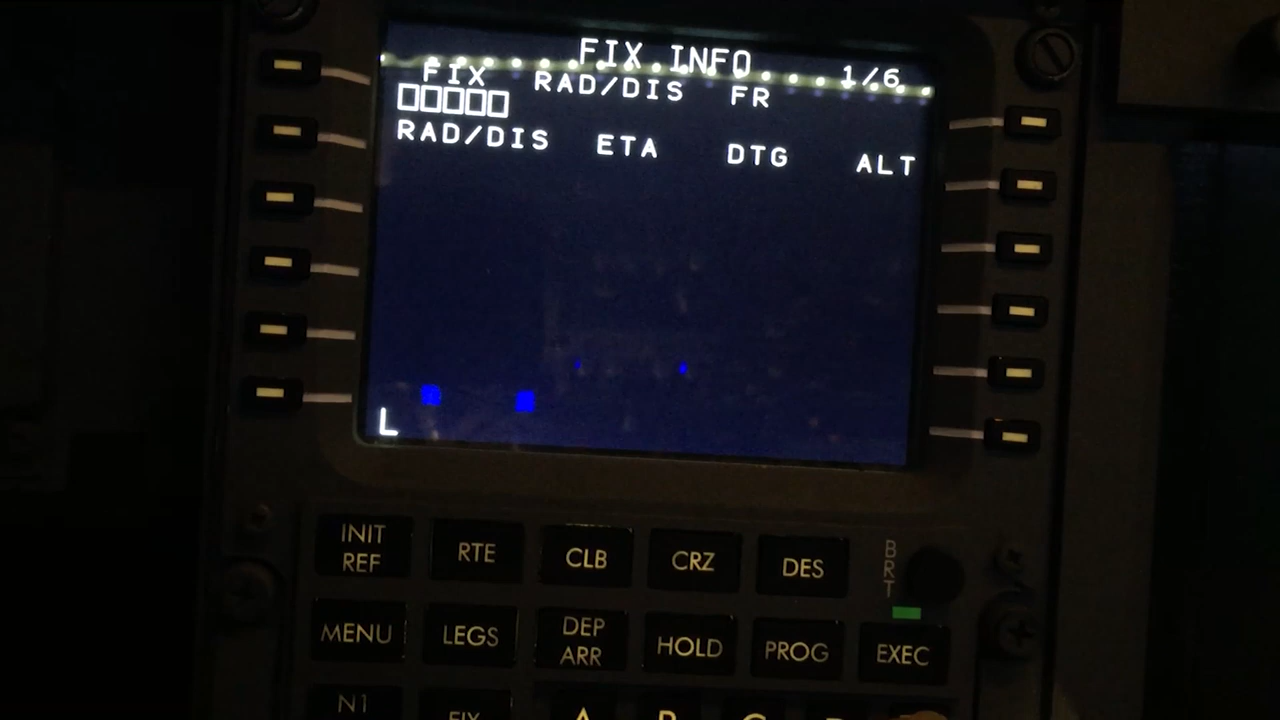 FIX INFO 1/6
FIX RAD/DIS FR
RAD/DIS ETA DTG ALT
L
INIT REF RTE CLB CRZ DES BRT
MENU LEGS DEP ARR HOLD PROG EXEC
N1 FIX A B C